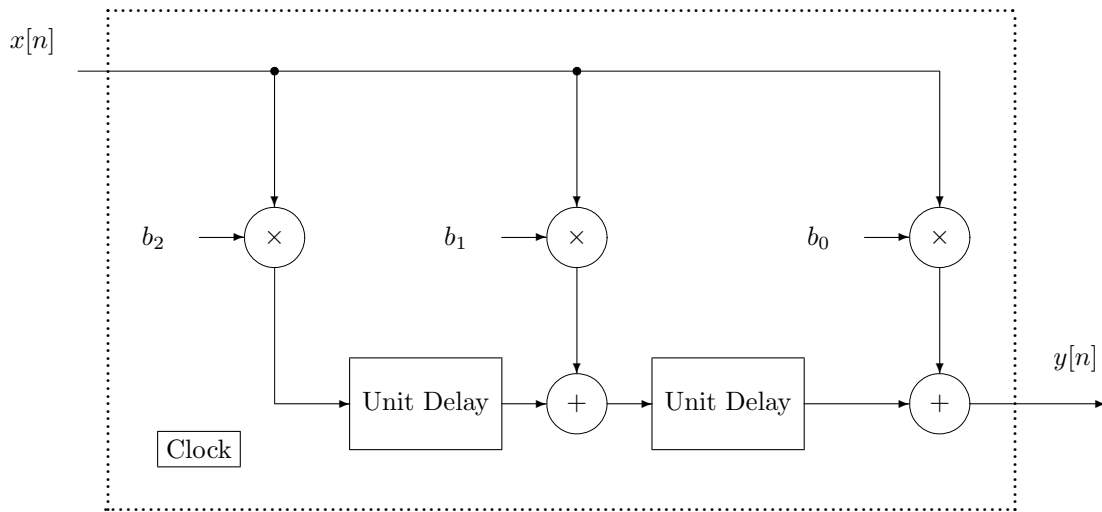 x[n]
b₂
×
b₁
×
b₀
×
y[n]
Unit Delay
+
Unit Delay
+
Clock